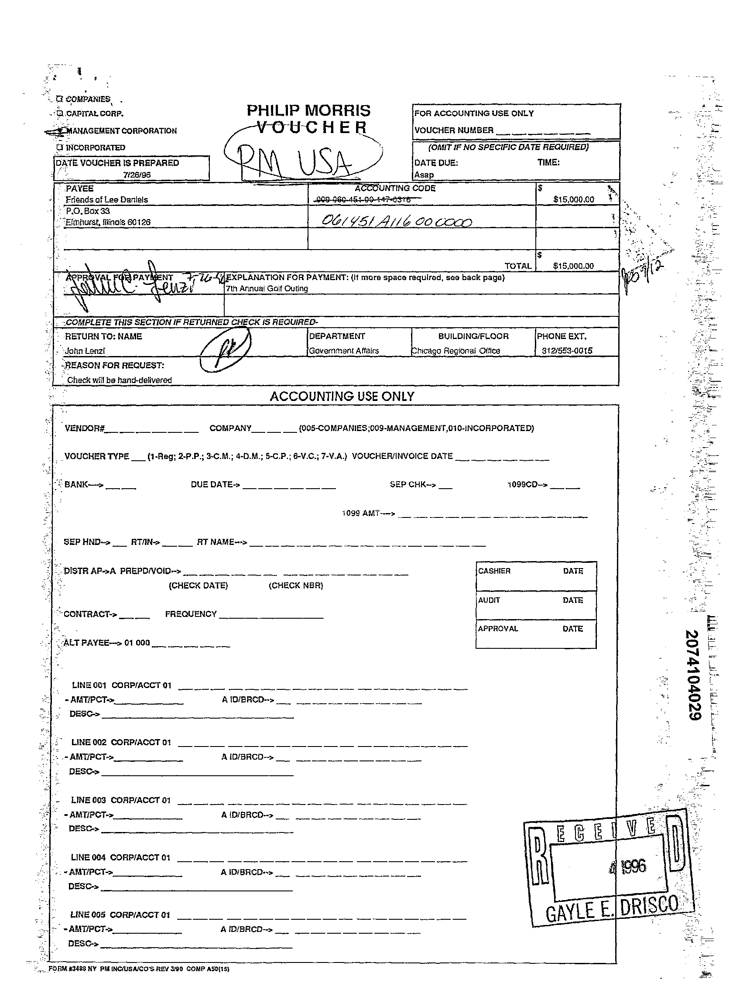 COMPANIES
CAPITAL CORP.
MANAGEMENT CORPORATION
INCORPORATED
PHILIP MORRIS
VOUCHER
PM USA
FOR ACCOUNTING USE ONLY
VOUCHER NUMBER
(OMIT IF NO SPECIFIC DATE REQUIRED)
DATE VOUCHER IS PREPARED
7/26/96
DATE DUE: TIME:
Asap
PAYEE ACCOUNTING CODE $
Friends of Lee Daniels 009-060-451-00-147-0376 $15,000.00
P.O. Box 33
Elmhurst, Illinois 60126 061451A116000000
$
TOTAL $15,000.00
APPROVAL FOR PAYMENT EXPLANATION FOR PAYMENT: (If more space required, see back page)
John C. Lenzi 7-26-96
7th Annual Golf Outing
COMPLETE THIS SECTION IF RETURNED CHECK IS REQUIRED-
RETURN TO: NAME DEPARTMENT BUILDING/FLOOR PHONE EXT.
John Lenzi Government Affairs Chicago Regional Office 312/553-0015
REASON FOR REQUEST:
Check will be hand-delivered
ACCOUNTING USE ONLY
VENDOR# COMPANY (005-COMPANIES;009-MANAGEMENT,010-INCORPORATED)
VOUCHER TYPE (1-Reg; 2-P.P.; 3-C.M.; 4-D.M.; 5-C.P.; 6-V.C.; 7-V.A.) VOUCHER/INVOICE DATE
BANK---> DUE DATE-> SEP CHK--> 1099CD-->
1099 AMT---->
SEP HND--> RT/IN-> RT NAME--->
DISTR AP->A PREPD/VOID-->
(CHECK DATE) (CHECK NBR)
CASHIER DATE
AUDIT DATE
APPROVAL DATE
CONTRACT-> FREQUENCY
ALT PAYEE---> 01 000
LINE 001 CORP/ACCT 01
- AMT/PCT-> A ID/BRCD-->
DESC->
LINE 002 CORP/ACCT 01
- AMT/PCT-> A ID/BRCD-->
DESC->
LINE 003 CORP/ACCT 01
- AMT/PCT-> A ID/BRCD-->
DESC->
LINE 004 CORP/ACCT 01
- AMT/PCT-> A ID/BRCD-->
DESC->
LINE 005 CORP/ACCT 01
- AMT/PCT-> A ID/BRCD-->
DESC->
RECEIVED
1996
GAYLE E. DRISCO
2074104029
FORM #3488 NY PM INC/USA/CO'S REV 3/90 COMP A50(15)